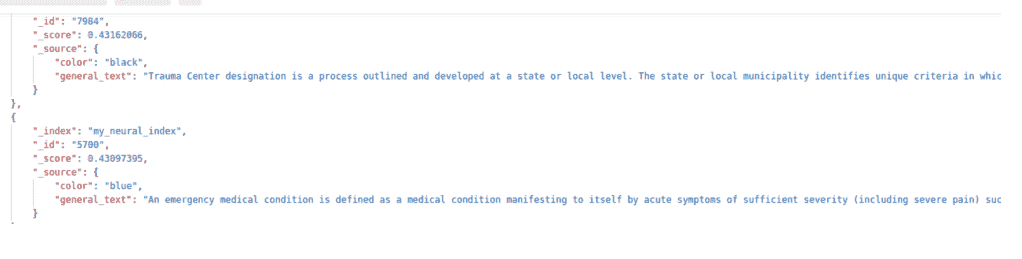 "_id": "7984",
"_score": 0.43162066,
"_source": {
"color": "black",
"general_text": "Trauma Center designation is a process outlined and developed at a state or local level. The state or local municipality identifies unique criteria in whic
}
},
{
"_index": "my_neural_index",
"_id": "5700",
"_score": 0.43097395,
"_source": {
"color": "blue",
"general_text": "An emergency medical condition is defined as a medical condition manifesting to itself by acute symptoms of sufficient severity (including severe pain) suc
}